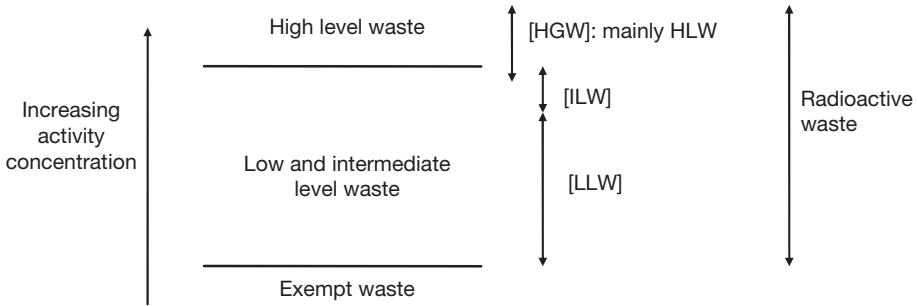 High level waste
[HGW]: mainly HLW
[ILW]
Increasing
activity
concentration
Radioactive
waste
Low and intermediate
level waste
[LLW]
Exempt waste